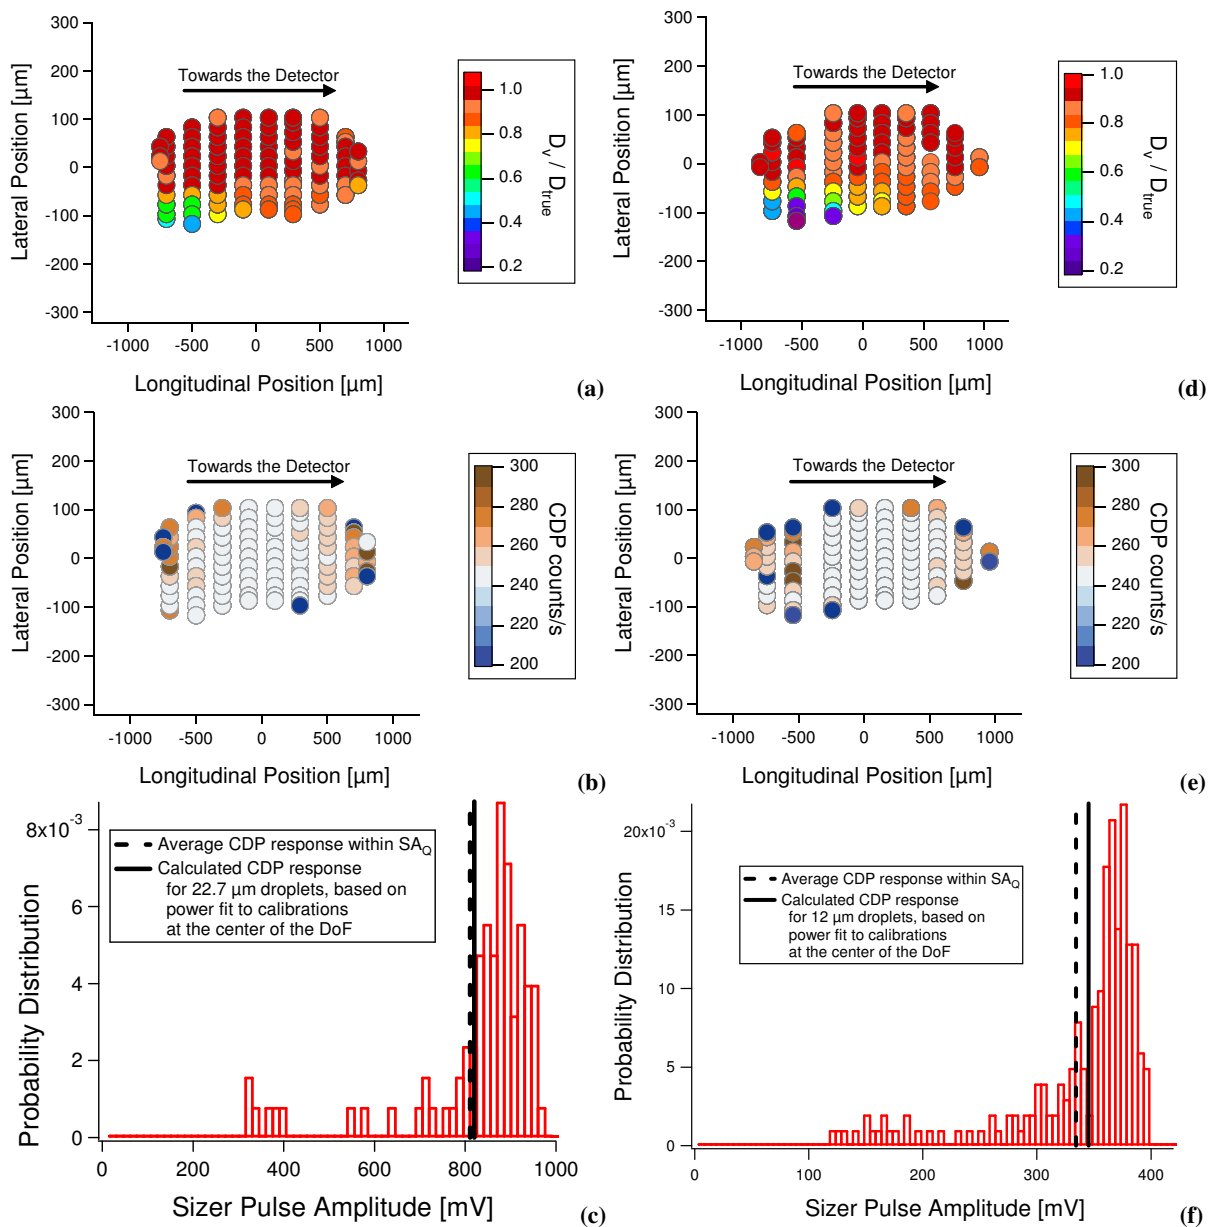 300
200
100
0
-100
-200
-300
Lateral Position [µm]
Towards the Detector
-1000
-500
0
500
1000
Longitudinal Position [µm]
1.0
0.8
0.6
0.4
0.2
Dv / Dtrue
(a)
300
200
100
0
-100
-200
-300
Lateral Position [µm]
Towards the Detector
-1000
-500
0
500
1000
Longitudinal Position [µm]
1.0
0.8
0.6
0.4
0.2
Dv / Dtrue
(d)
300
200
100
0
-100
-200
-300
Lateral Position [µm]
Towards the Detector
-1000
-500
0
500
1000
Longitudinal Position [µm]
300
280
260
240
220
200
CDP counts/s
(b)
300
200
100
0
-100
-200
-300
Lateral Position [µm]
Towards the Detector
-1000
-500
0
500
1000
Longitudinal Position [µm]
300
280
260
240
220
200
CDP counts/s
(e)
8x10-3
6
4
2
0
Probability Distribution
Average CDP response within SAQ
Calculated CDP response
for 22.7 µm droplets, based on
power fit to calibrations
at the center of the DoF
0
200
400
600
800
1000
Sizer Pulse Amplitude [mV]
(c)
20x10-3
15
10
5
0
Probability Distribution
Average CDP response within SAQ
Calculated CDP response
for 12 µm droplets, based on
power fit to calibrations
at the center of the DoF
0
100
200
300
400
Sizer Pulse Amplitude [mV]
(f)